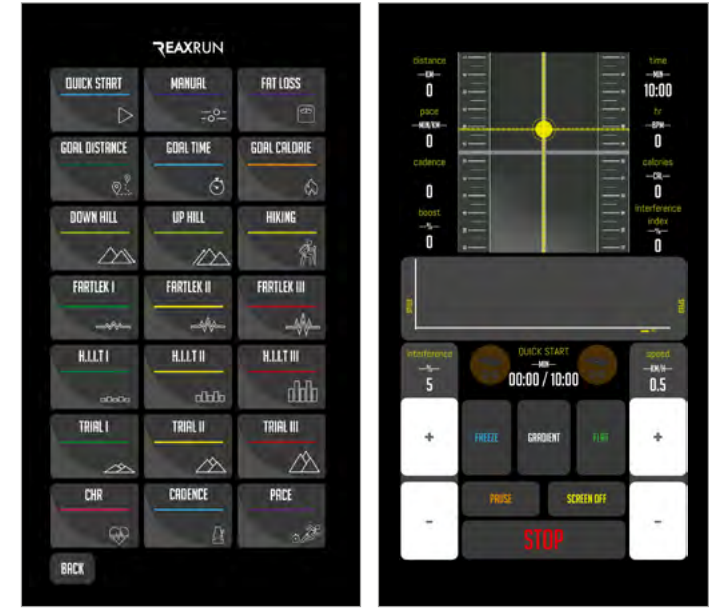 REAXRUN
QUICK START
MANUAL
FAT LOSS
GOAL DISTANCE
GOAL TIME
GOAL CALORIE
DOWN HILL
UP HILL
HIKING
FARTLEK I
FARTLEK II
FARTLEK III
H.I.I.T I
H.I.I.T II
H.I.I.T III
TRIAL I
TRIAL II
TRIAL III
CHR
CADENCE
PACE
BACK
distance
KM
0
pace
MIN/KM
0
cadence
0
boost
%
0
time
MIN
10:00
hr
BPM
0
calories
CAL
0
interference
index
%
0
SPEED
interference
%
5
QUICK START
MIN
00:00 / 10:00
speed
KM/H
0.5
+
FREEZE
GRADIENT
FLAT
+
PAUSE
SCREEN OFF
-
STOP
-